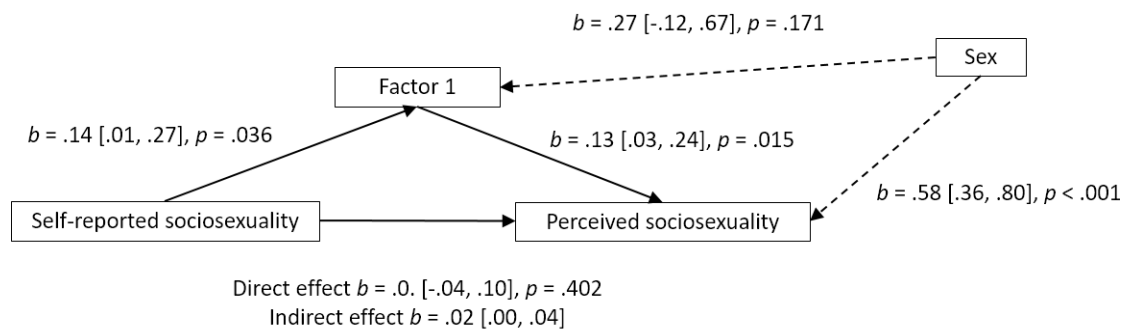 b = .27 [-.12, .67], p = .171
Sex
Factor 1
b = .14 [.01, .27], p = .036
b = .13 [.03, .24], p = .015
b = .58 [.36, .80], p < .001
Self-reported sociosexuality
Perceived sociosexuality
Direct effect b = .0. [-.04, .10], p = .402
Indirect effect b = .02 [.00, .04]